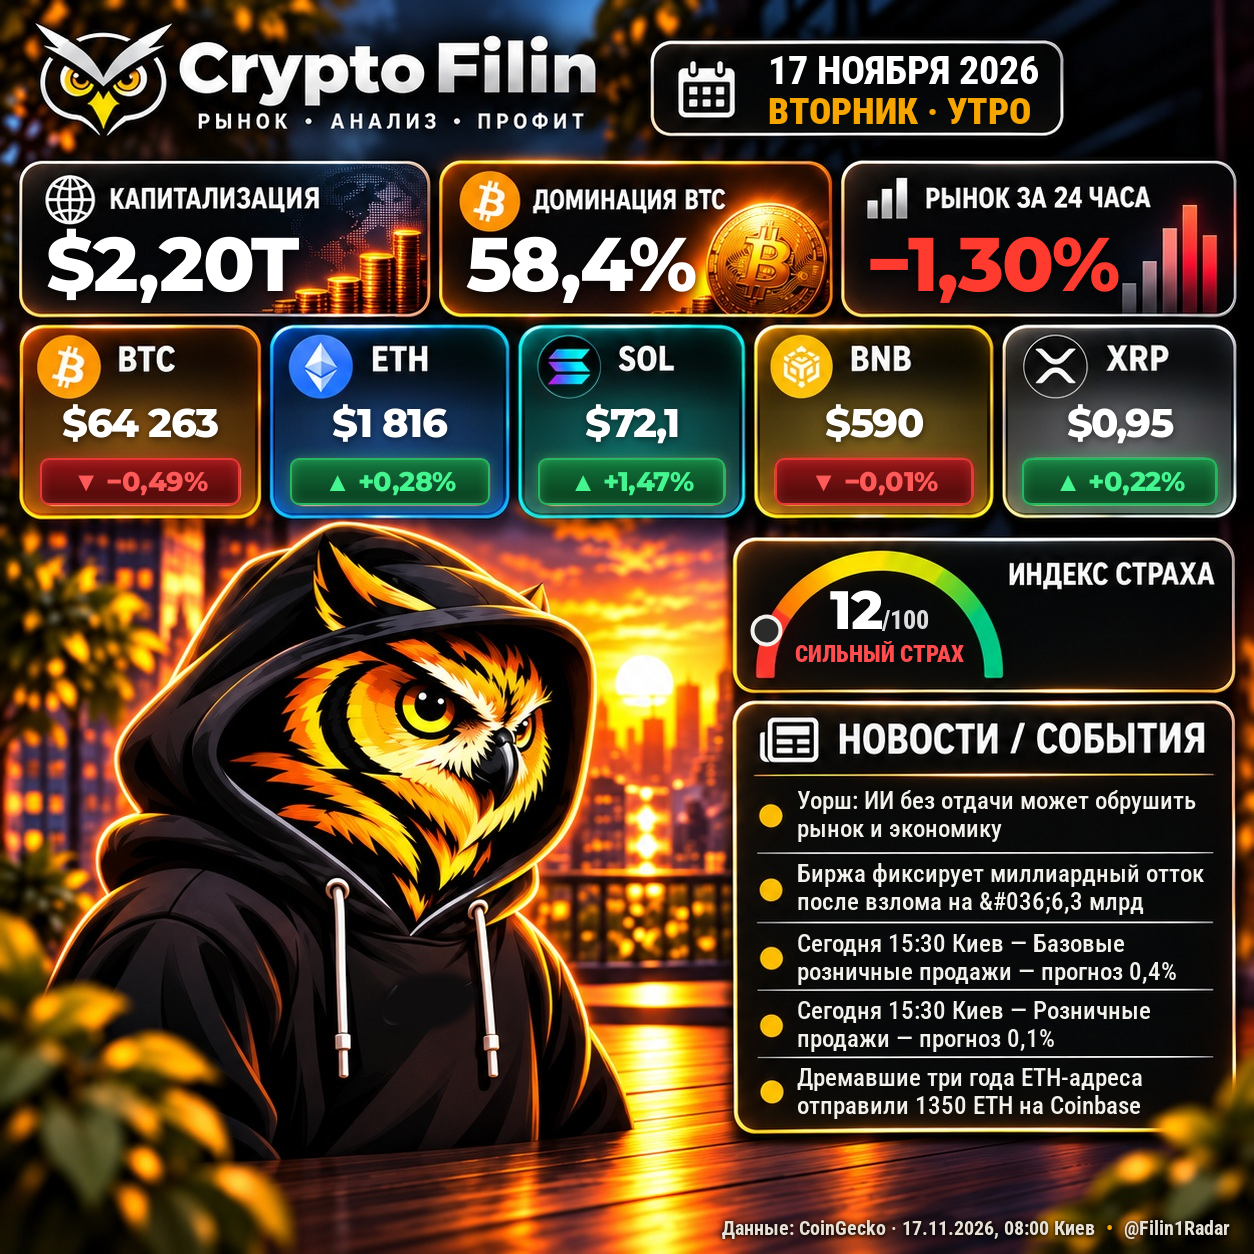 Crypto Filin
РЫНОК • АНАЛИЗ • ПРОФИТ
17 НОЯБРЯ 2026
ВТОРНИК · УТРО
КАПИТАЛИЗАЦИЯ
$2,20T
ДОМИНАЦИЯ BTC
58,4%
РЫНОК ЗА 24 ЧАСА
−1,30%
BTC
$64 263
▼ −0,49%
ETH
$1 816
▲ +0,28%
SOL
$72,1
▲ +1,47%
BNB
$590
▼ −0,01%
XRP
$0,95
▲ +0,22%
ИНДЕКС СТРАХА
12/100
СИЛЬНЫЙ СТРАХ
НОВОСТИ / СОБЫТИЯ
Уорш: ИИ без отдачи может обрушить
рынок и экономику
Биржа фиксирует миллиардный отток
после взлома на &#036;6,3 млрд
Сегодня 15:30 Киев — Базовые
розничные продажи — прогноз 0,4%
Сегодня 15:30 Киев — Розничные
продажи — прогноз 0,1%
Дремавшие три года ETH-адреса
отправили 1350 ETH на Coinbase
Данные: CoinGecko · 17.11.2026, 08:00 Киев • @Filin1Radar